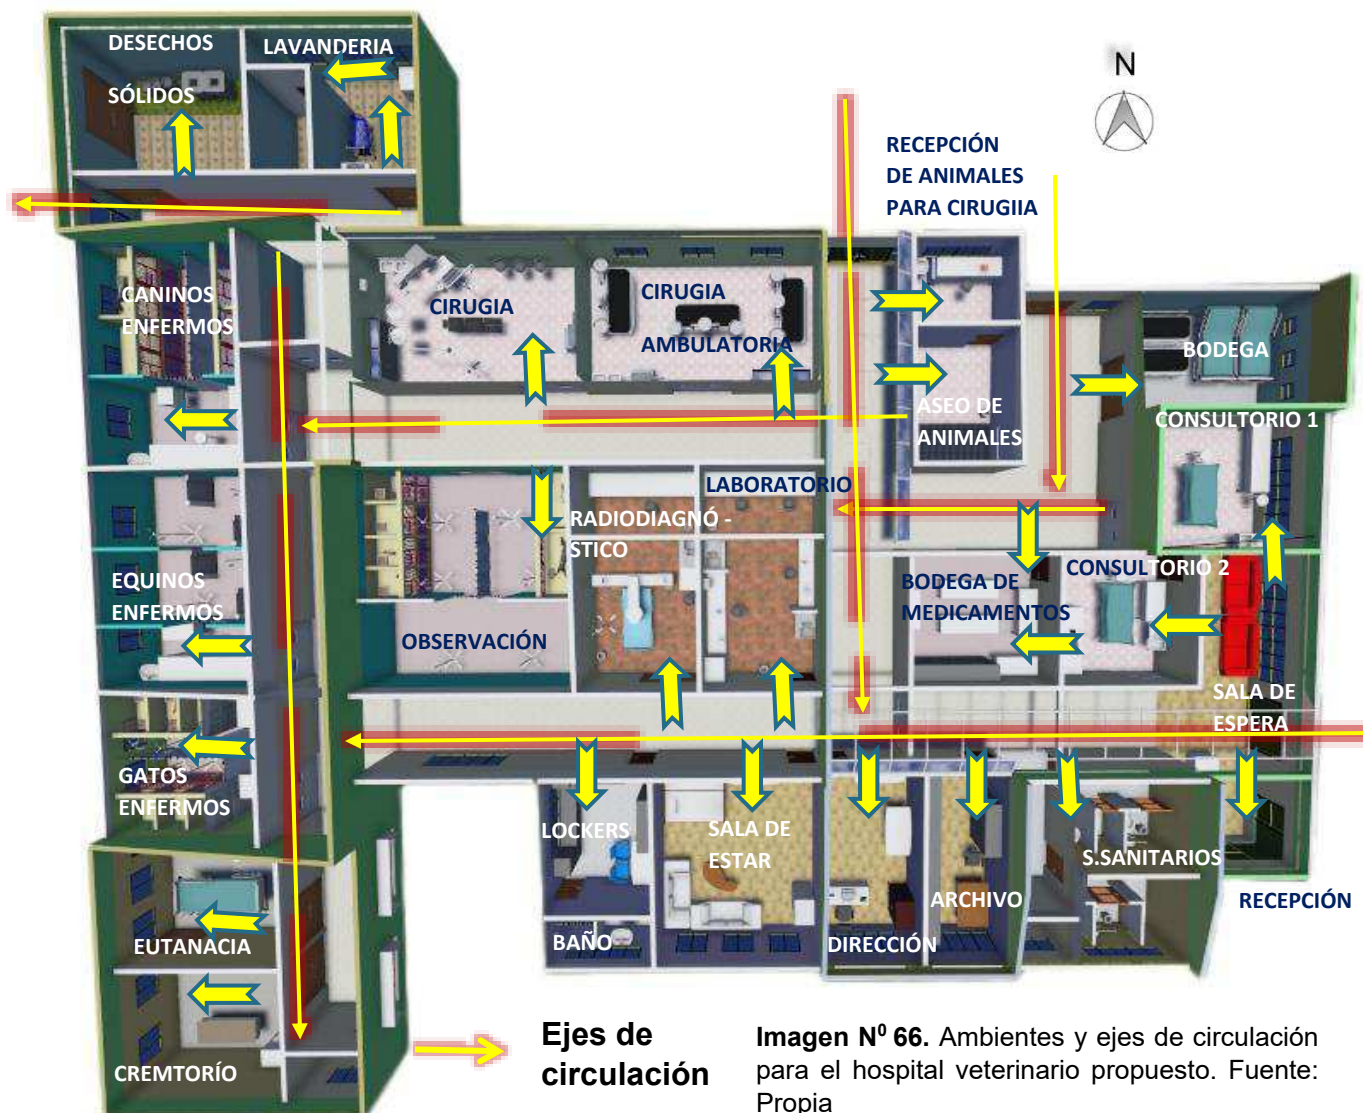 DESECHOS
SÓLIDOS
LAVANDERIA
N
RECEPCIÓN
DE ANIMALES
PARA CIRUGIIA
CANINOS
ENFERMOS
CIRUGIA
CIRUGIA
AMBULATORIA
BODEGA
ASEO DE
ANIMALES
CONSULTORIO 1
LABORATORIO
RADIODIAGNÓ -
STICO
EQUINOS
ENFERMOS
BODEGA DE
MEDICAMENTOS
CONSULTORIO 2
OBSERVACIÓN
SALA DE
ESPERA
GATOS
ENFERMOS
LOCKERS
SALA DE
ESTAR
S.SANITARIOS
ARCHIVO
RECEPCIÓN
EUTANACIA
BAÑO
DIRECCIÓN
CREMTORÍO
Ejes de
circulación
Imagen Nº 66. Ambientes y ejes de circulación
para el hospital veterinario propuesto. Fuente:
Propia